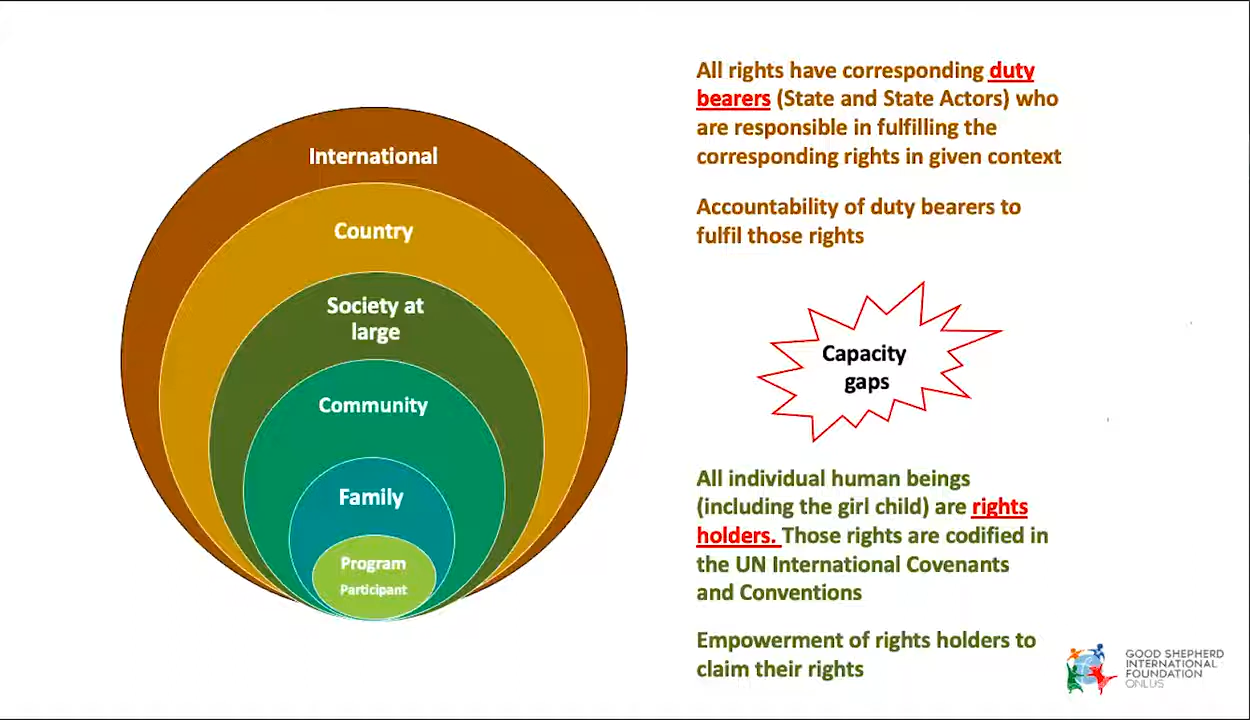 International
Country
Society at
large
Community
Family
Program
Participant
All rights have corresponding duty
bearers (State and State Actors) who
are responsible in fulfilling the
corresponding rights in given context
Accountability of duty bearers to
fulfil those rights
Capacity
gaps
All individual human beings
(including the girl child) are rights
holders. Those rights are codified in
the UN International Covenants
and Conventions
Empowerment of rights holders to
claim their rights
GOOD SHEPHERD
INTERNATIONAL
FOUNDATION
ONLUS